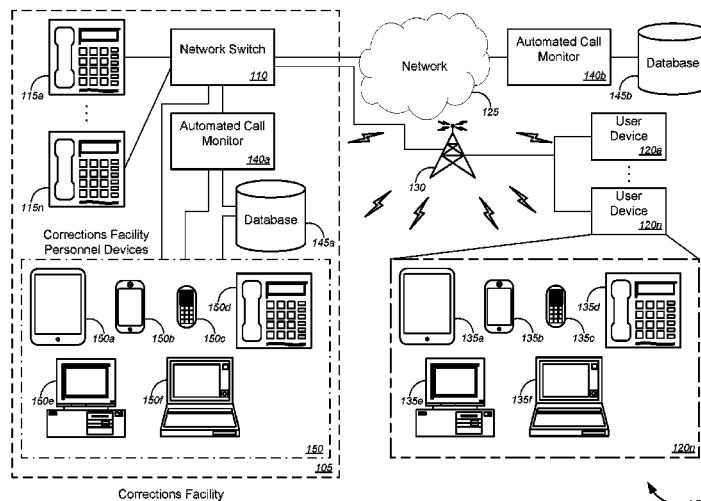 115a
115n
Network Switch
110
Automated Call
Monitor
140a
Database
145a
Network
125
130
Automated Call
Monitor
140b
Database
145b
User
Device
120a
User
Device
120n
Corrections Facility
Personnel Devices
150a
150b
150c
150d
150e
150f
150
105
Corrections Facility
135a
135b
135c
135d
135e
135f
120n